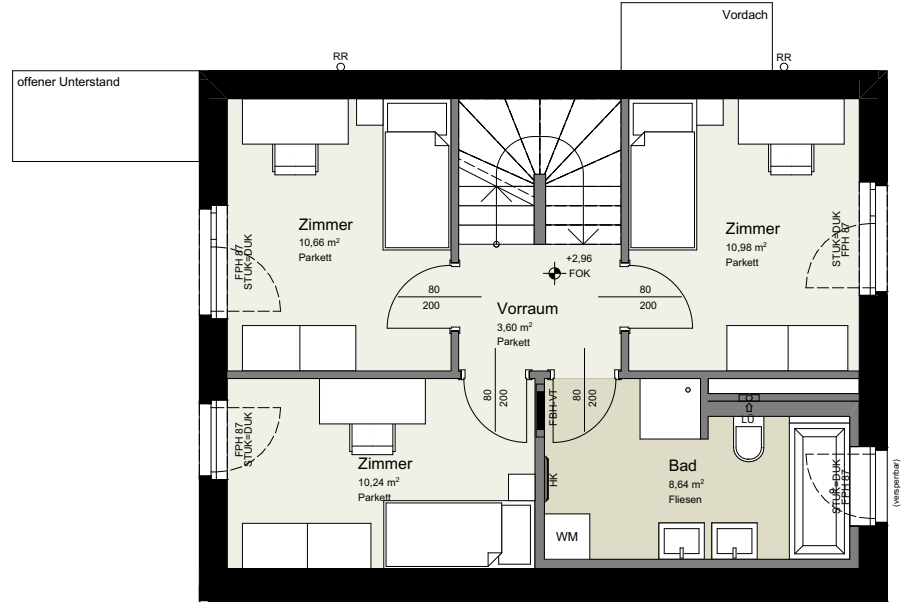 Vordach
RR
RR
offener Unterstand
Zimmer
10,66 m²
Parkett
FPH 87
STUK=DUK
Zimmer
10,98 m²
Parkett
STUK=DUK
FPH 87
+2,96
FOK
80
200
80
200
Vorraum
3,60 m²
Parkett
80
200
FBH-VT
80
200
LÜ
FPH 87
STUK=DUK
Zimmer
10,24 m²
Parkett
HK
Bad
8,64 m²
Fliesen
STUK=DUK
FPH 87
(versperrbar)
WM